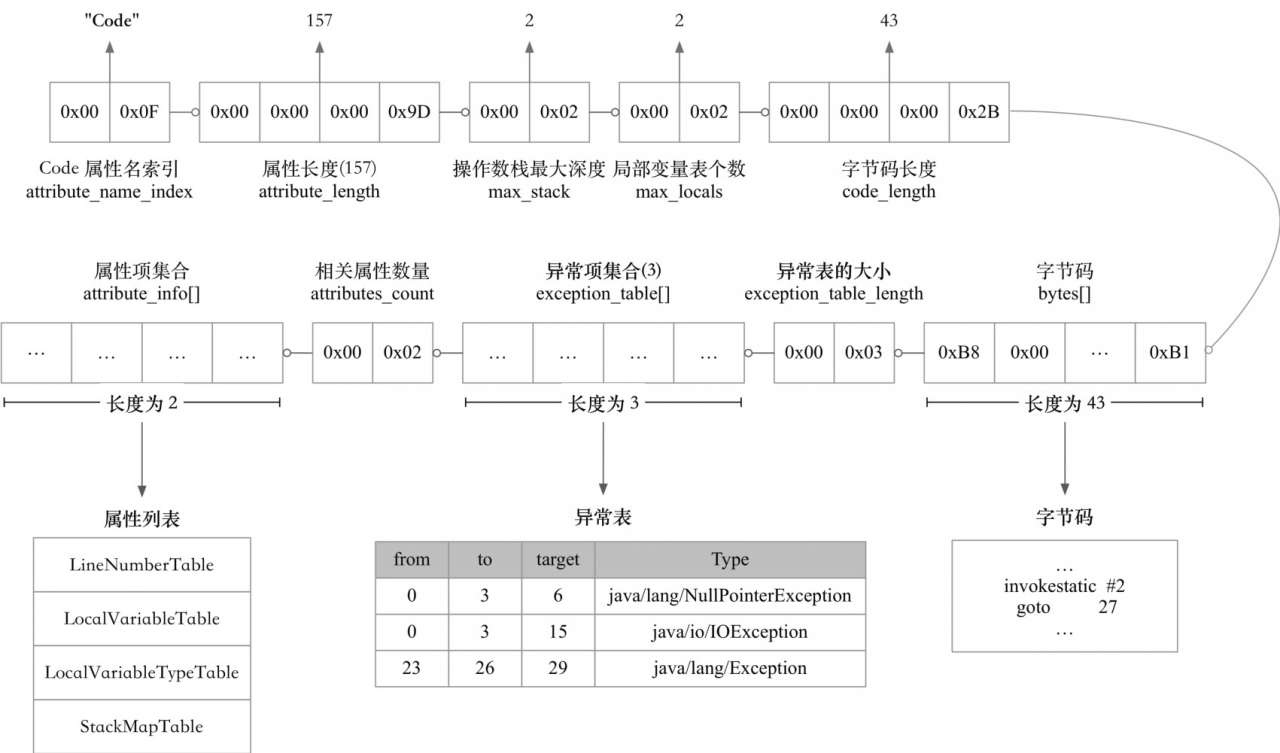 "Code" 157 2 2 43
0x00 0x0F 0x00 0x00 0x00 0x9D 0x00 0x02 0x00 0x02 0x00 0x00 0x00 0x2B
Code 属性名索引 属性长度(157) 操作数栈最大深度 局部变量表个数 字节码长度
attribute_name_index attribute_length max_stack max_locals code_length
属性项集合 相关属性数量 异常项集合(3) 异常表的大小 字节码
attribute_info[] attributes_count exception_table[] exception_table_length bytes[]
… … … … 0x00 0x02 … … … … 0x00 0x03 0xB8 0x00 … 0xB1
长度为 2 长度为 3 长度为 43
属性列表
LineNumberTable
LocalVariableTable
LocalVariableTypeTable
StackMapTable
异常表
from to target Type
0 3 6 java/lang/NullPointerException
0 3 15 java/io/IOException
23 26 29 java/lang/Exception
字节码
…
invokestatic #2
goto 27
…